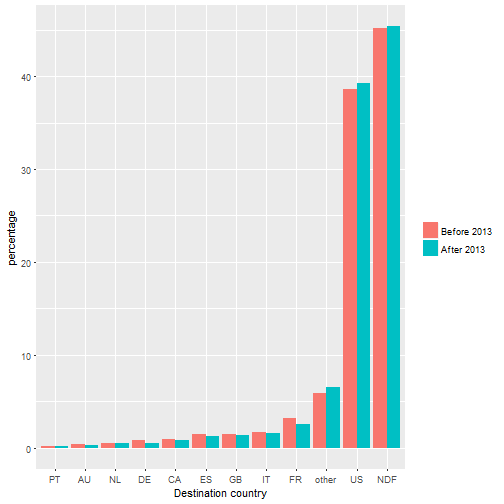 percentage
40
30
20
10
0
PT AU NL DE CA ES GB IT FR other US NDF
Destination country
Before 2013
After 2013